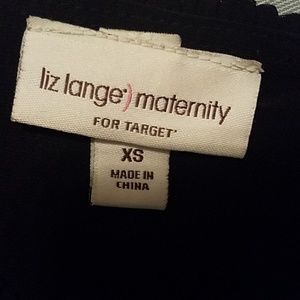 liz lange) maternity
FOR TARGET*
XS
MADE IN
CHINA